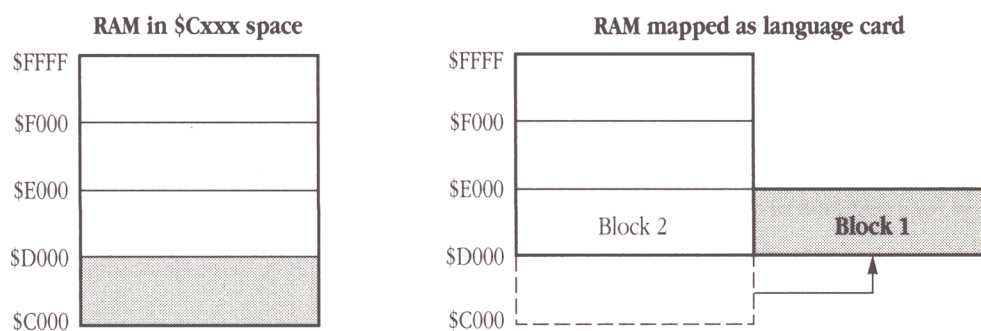 RAM in $Cxxx space
$FFFF
$F000
$E000
$D000
$C000
RAM mapped as language card
$FFFF
$F000
$E000
Block 2
Block 1
$D000
$C000